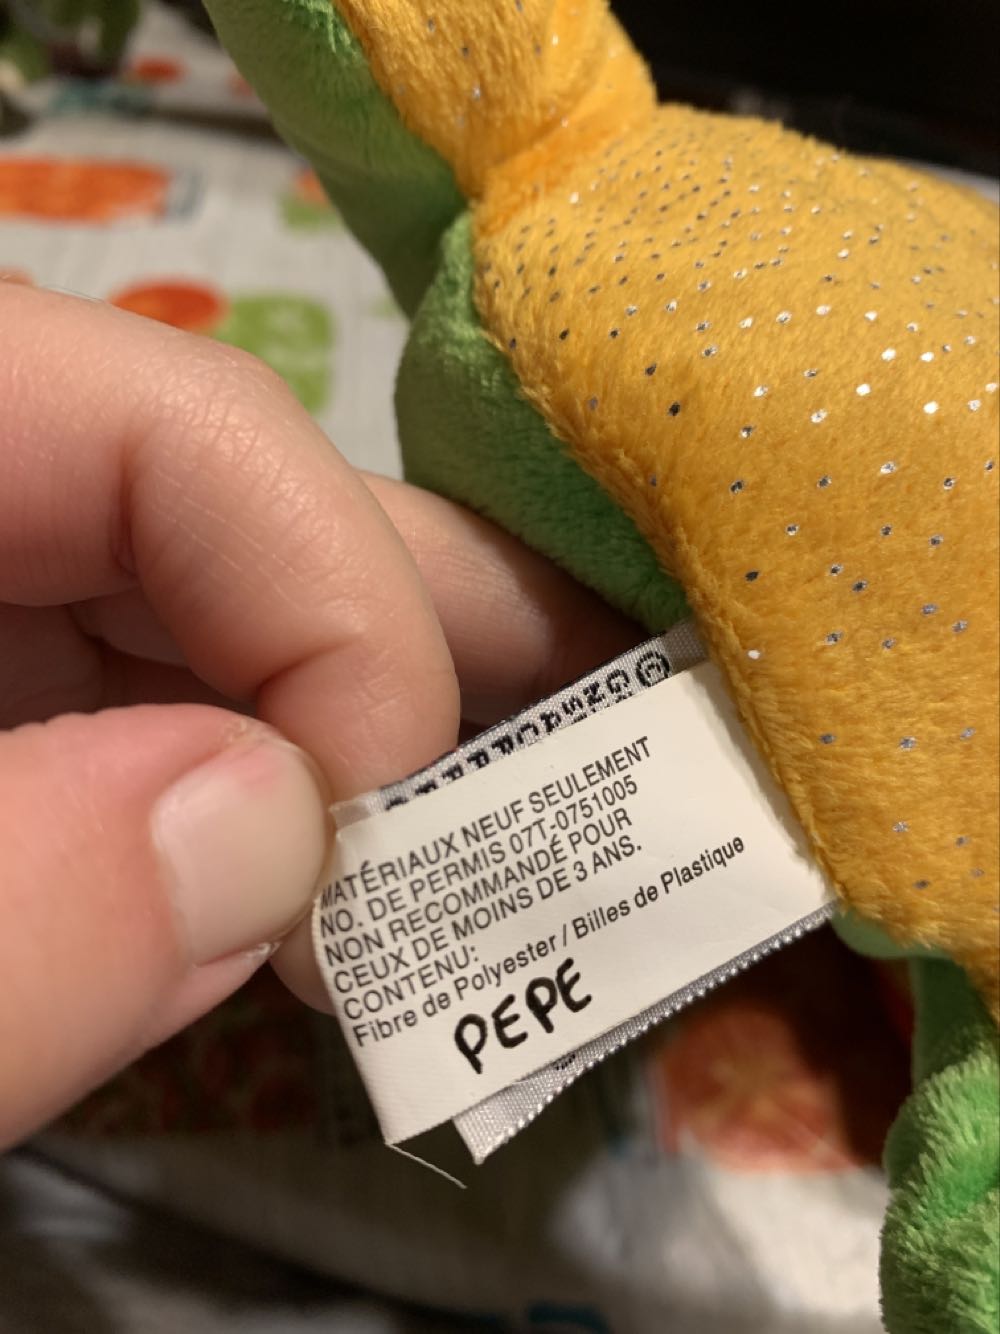 MATÉRIAUX NEUF SEULEMENT
NO. DE PERMIS 07T-0751005
NON RECOMMANDÉ POUR
CEUX DE MOINS DE 3 ANS.
CONTENU:
Fibre de Polyester / Billes de Plastique
PEPE